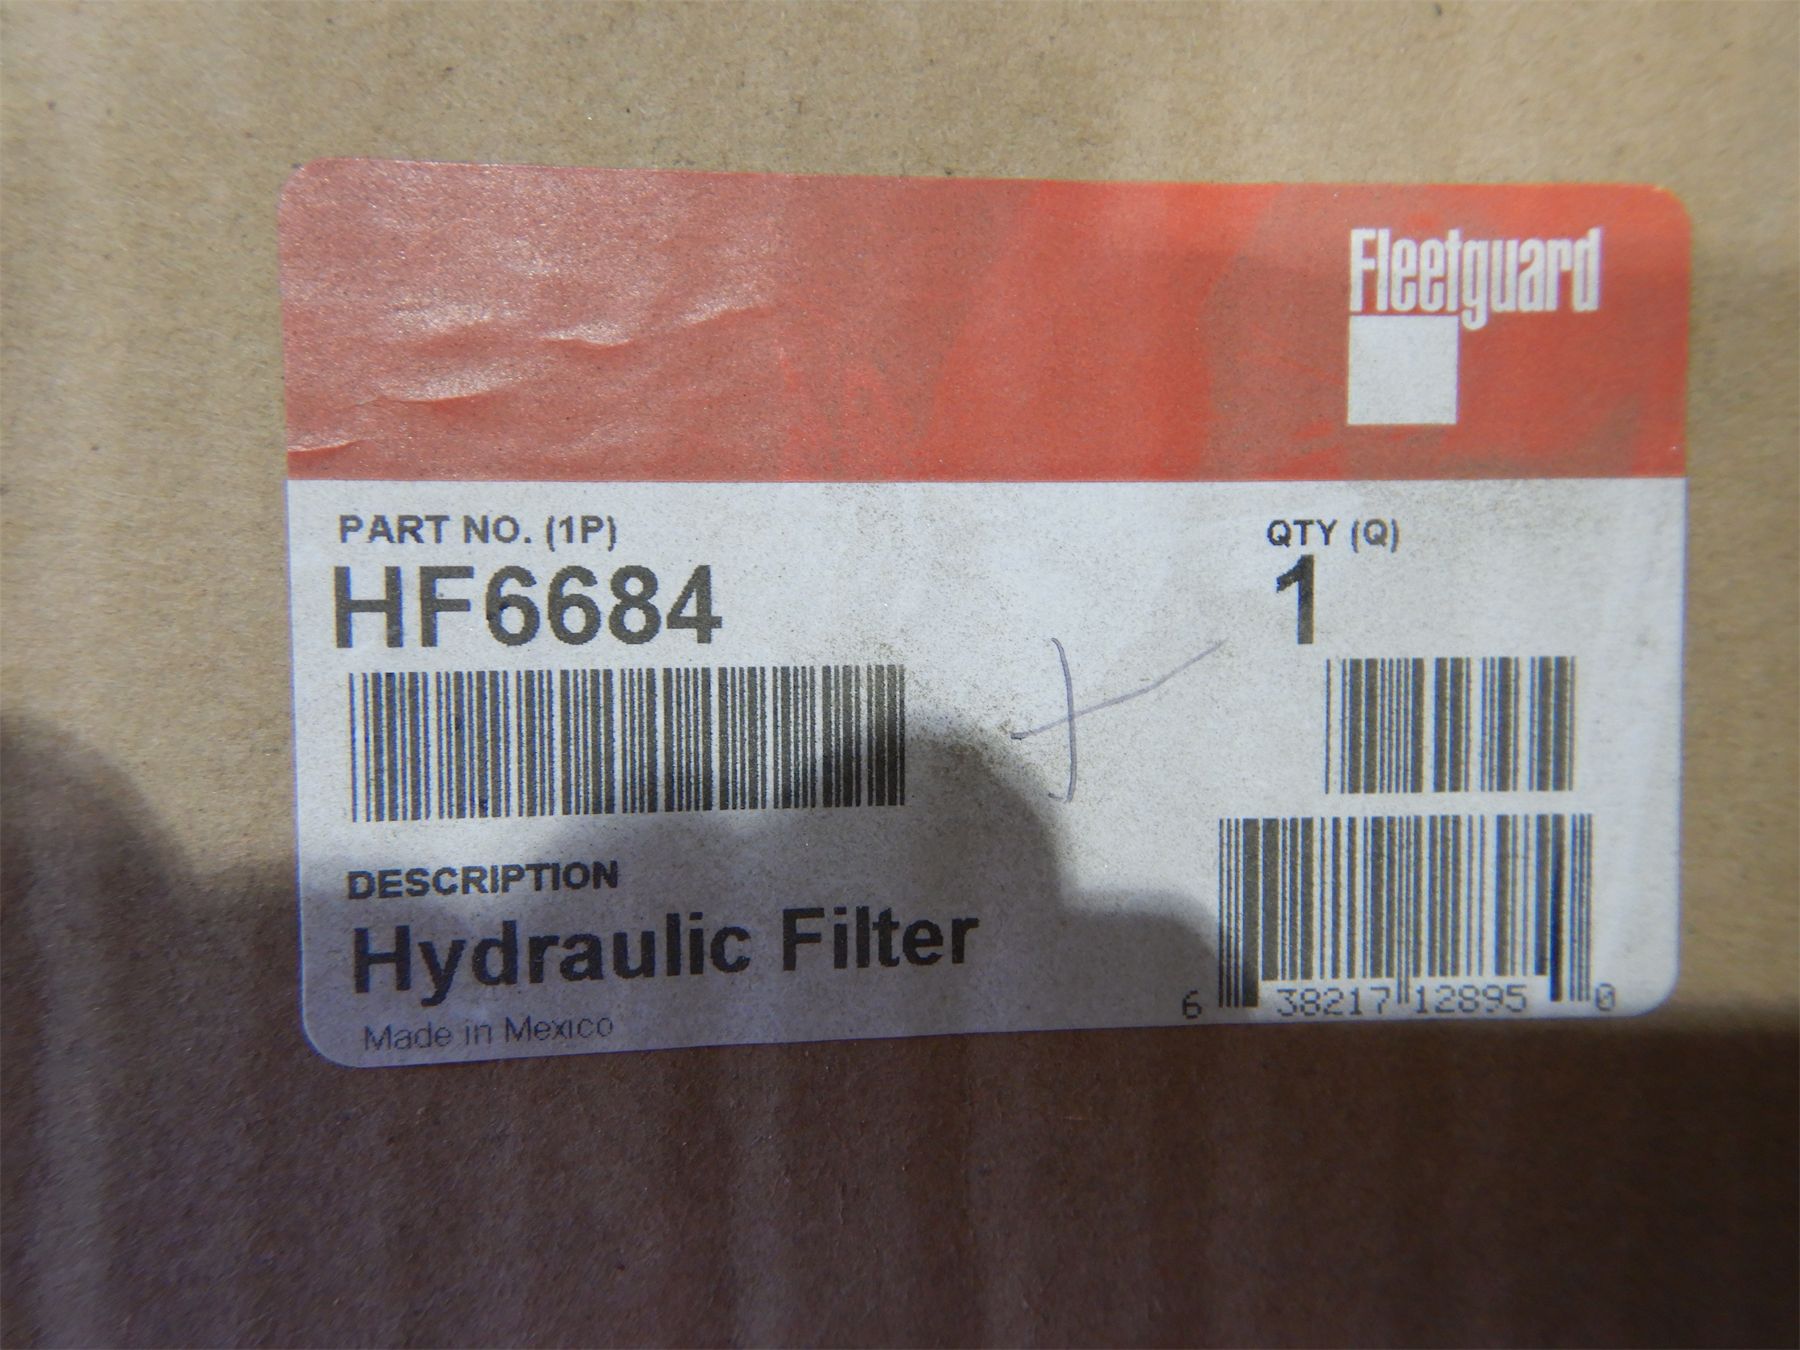 Fleetguard
PART NO. (1P)
HF6684
QTY (Q)
1
DESCRIPTION
Hydraulic Filter
Made in Mexico
6 38217 12895 0